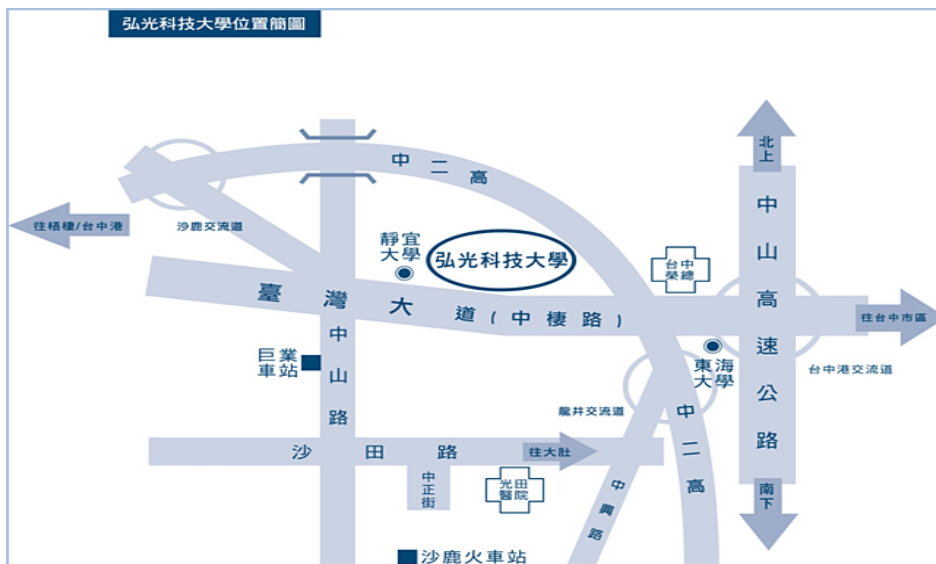 弘光科技大學位置簡圖
北上
中二高
中山高速公路
往梧棲/台中港
沙鹿交流道
靜宜
大學
弘光科技大學
台中
榮總
臺灣大道(中棲路)
往台中市區
巨業
車站
中山路
東海
大學
台中港交流道
龍井交流道
中二高
沙田路
往大肚
中正街
光田
醫院
中興路
南下
沙鹿火車站